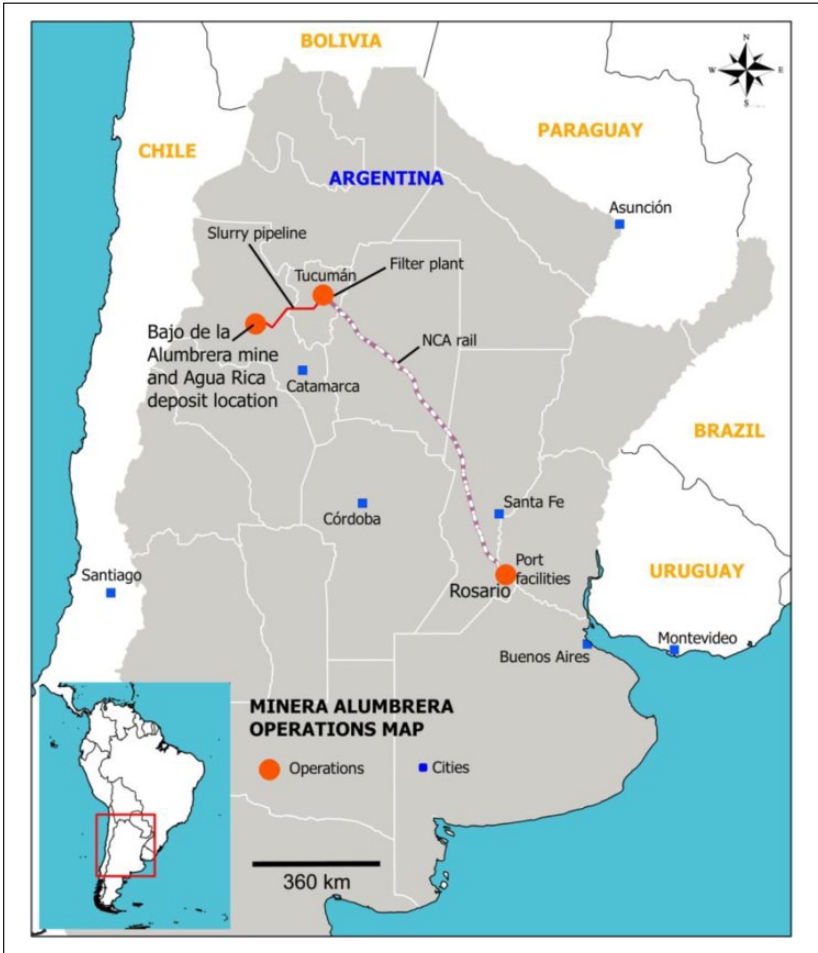 BOLIVIA
N
W
E
S
PARAGUAY
CHILE
ARGENTINA
Asunción
Slurry pipeline
Tucumán
Filter plant
Bajo de la
Alumbrera mine
and Agua Rica
deposit location
NCA rail
Catamarca
BRAZIL
Córdoba
Santa Fe
Santiago
Port
facilities
Rosario
URUGUAY
Buenos Aires
Montevideo
MINERA ALUMBRERA
OPERATIONS MAP
Operations
Cities
360 km